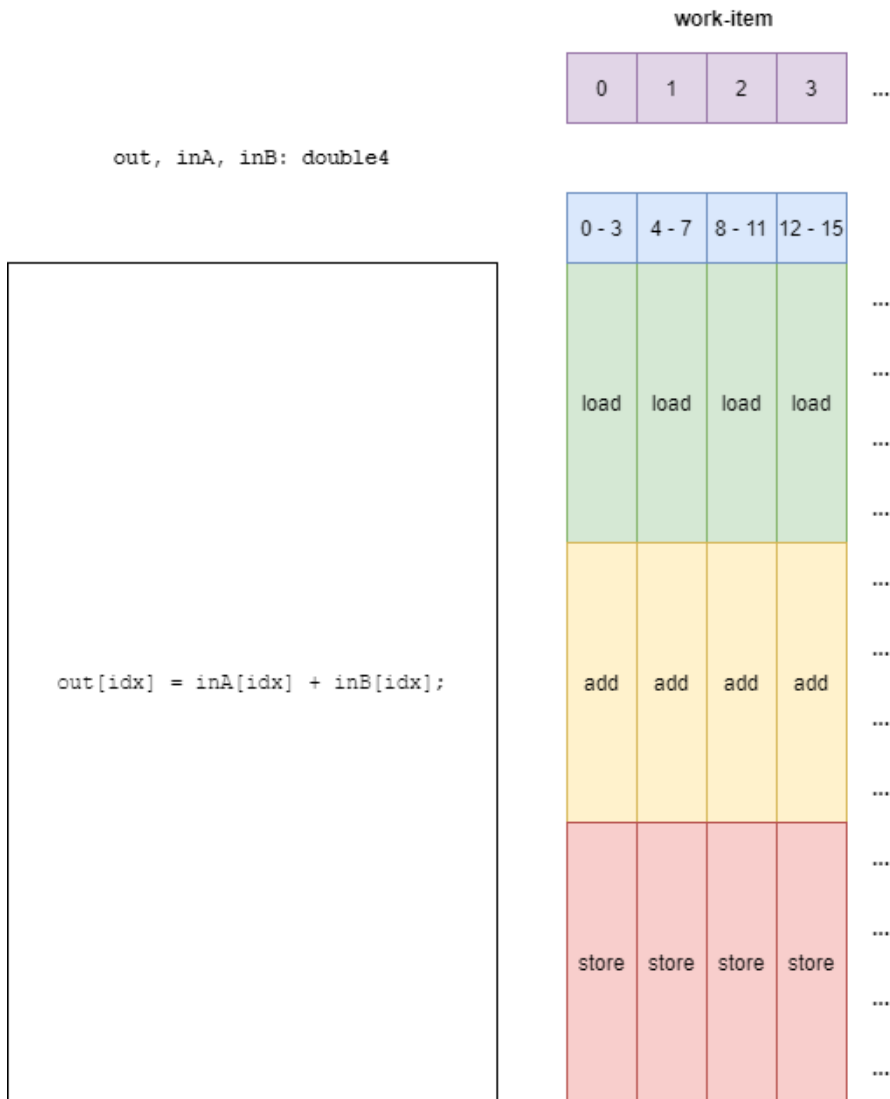 work-item
0 1 2 3 ...
out, inA, inB: double4
0 - 3 4 - 7 8 - 11 12 - 15
...
...
load load load load
...
...
...
...
out[idx] = inA[idx] + inB[idx]; add add add add
...
...
...
...
store store store store
...
...